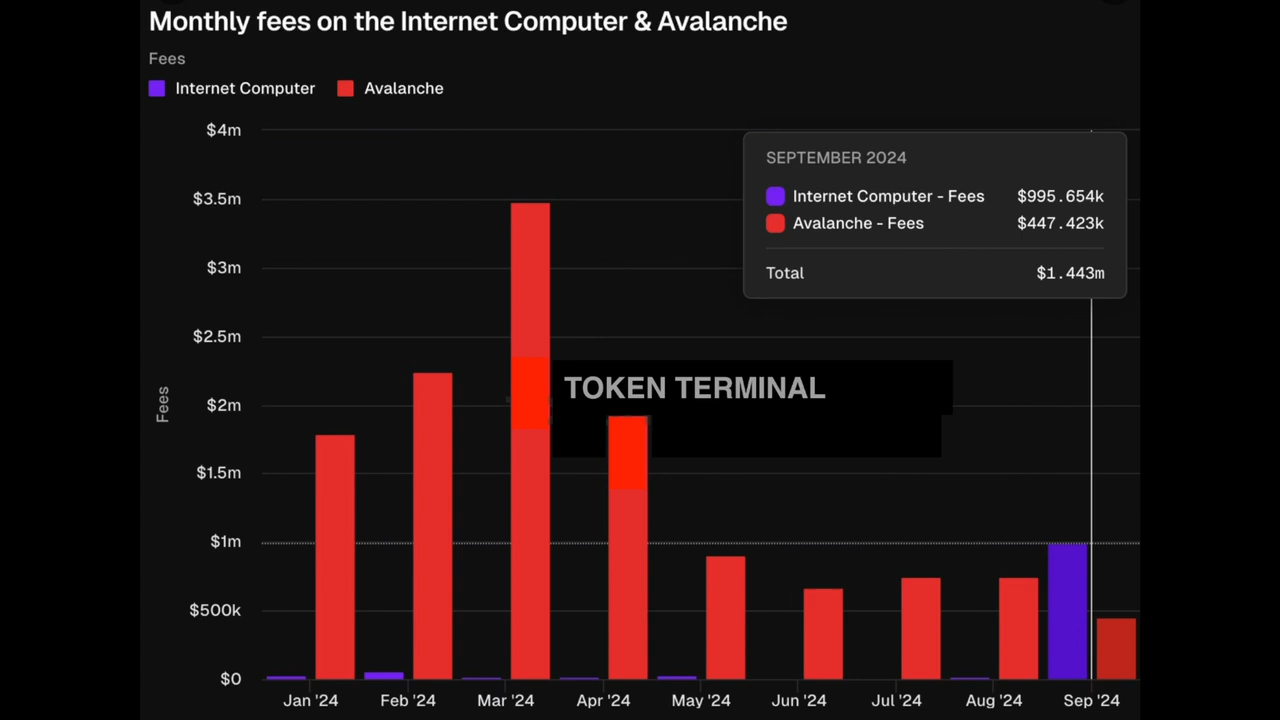 Monthly fees on the Internet Computer & Avalanche
Fees
Internet Computer Avalanche
$4m
$3.5m
$3m
$2.5m
$2m
$1.5m
$1m
$500k
$0
Fees
SEPTEMBER 2024
Internet Computer - Fees $995.654k
Avalanche - Fees $447.423k
Total $1.443m
TOKEN TERMINAL
Jan '24 Feb '24 Mar '24 Apr '24 May '24 Jun '24 Jul '24 Aug '24 Sep '24